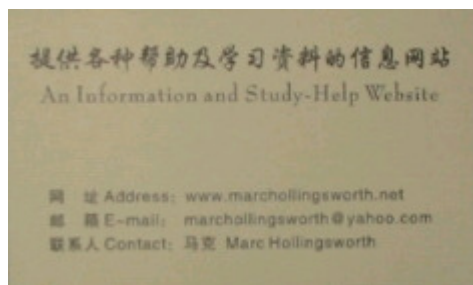 提供各种帮助及学习资料的信息网站
An Information and Study-Help Website
网 址 Address: www.marchollingsworth.net
邮 箱 E-mail: marchollingsworth@yahoo.com
联系人 Contact: 马克 Marc Hollingsworth